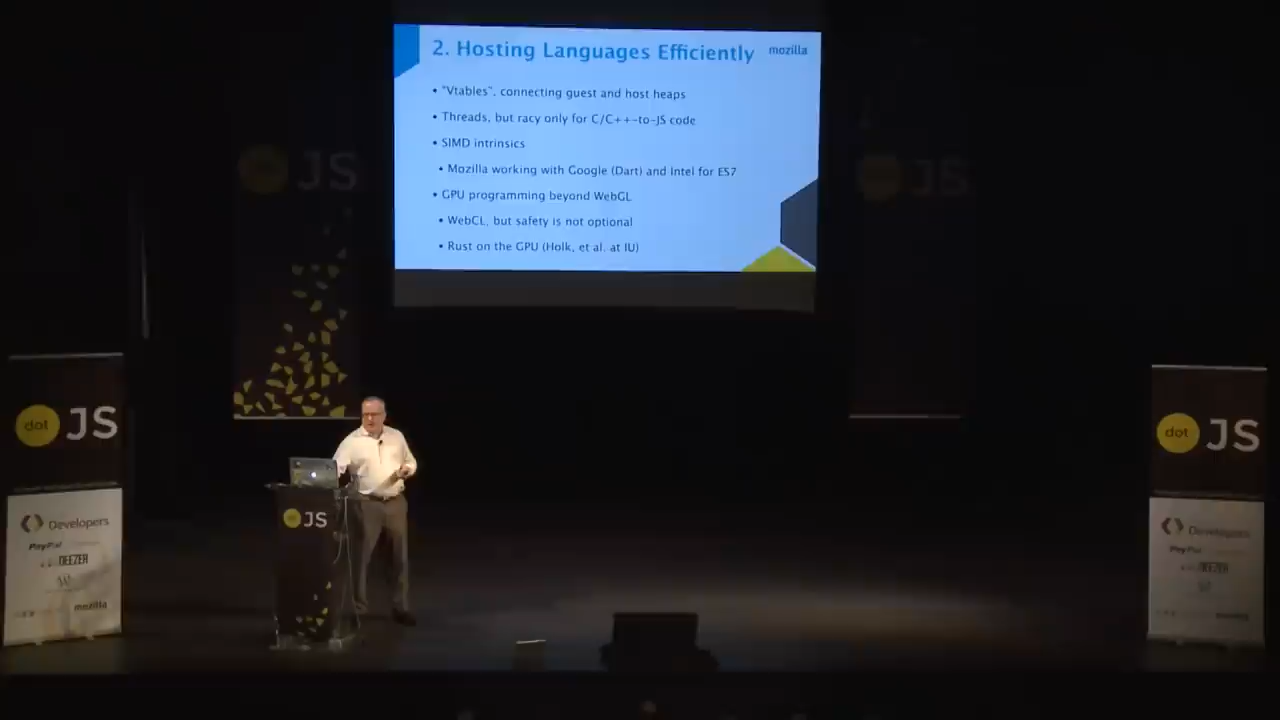 2. Hosting Languages Efficiently
mozilla
• "Vtables", connecting guest and host heaps
• Threads, but racy only for C/C++-to-JS code
• SIMD intrinsics
• Mozilla working with Google (Dart) and Intel for ES7
• GPU programming beyond WebGL
• WebCL, but safety is not optional
• Rust on the GPU (Holk, et al. at IU)
JS
JS
dot JS
Developers
PayPal
DEEZER
mozilla
JS
dot JS
Developers
PayPal
DEEZER
mozilla